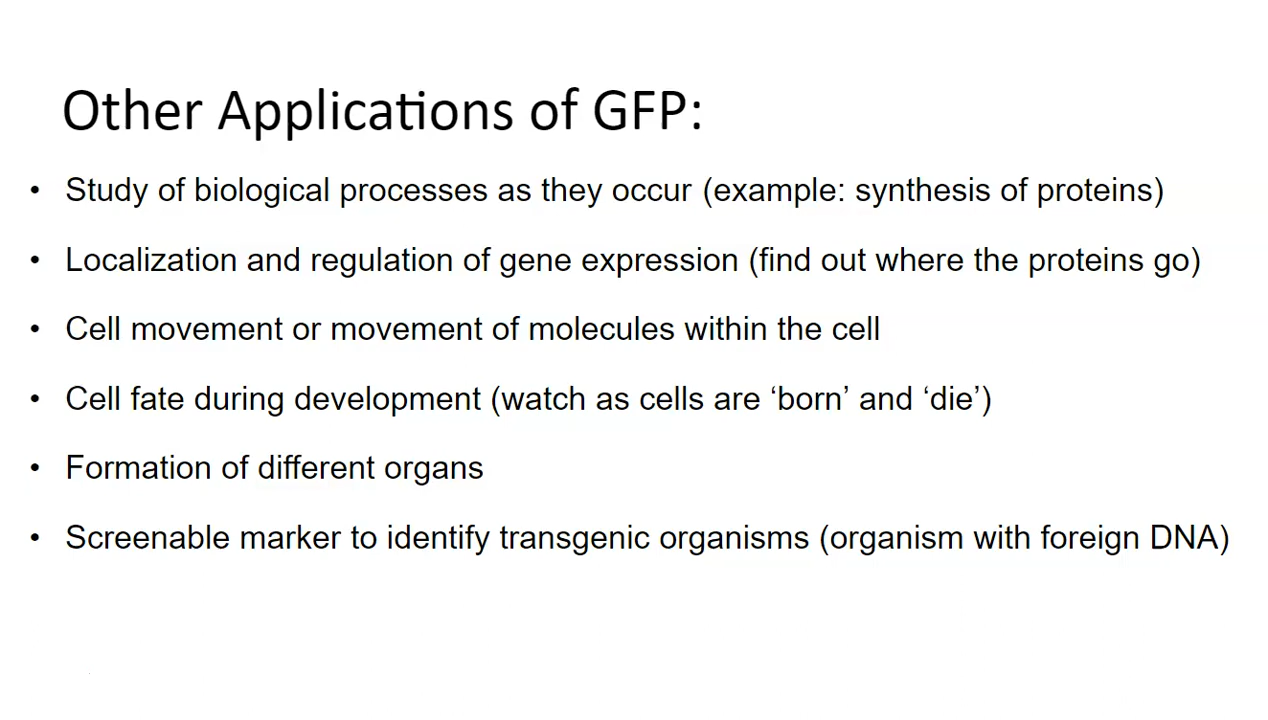 Other Applications of GFP:
• Study of biological processes as they occur (example: synthesis of proteins)
• Localization and regulation of gene expression (find out where the proteins go)
• Cell movement or movement of molecules within the cell
• Cell fate during development (watch as cells are ‘born’ and ‘die’)
• Formation of different organs
• Screenable marker to identify transgenic organisms (organism with foreign DNA)